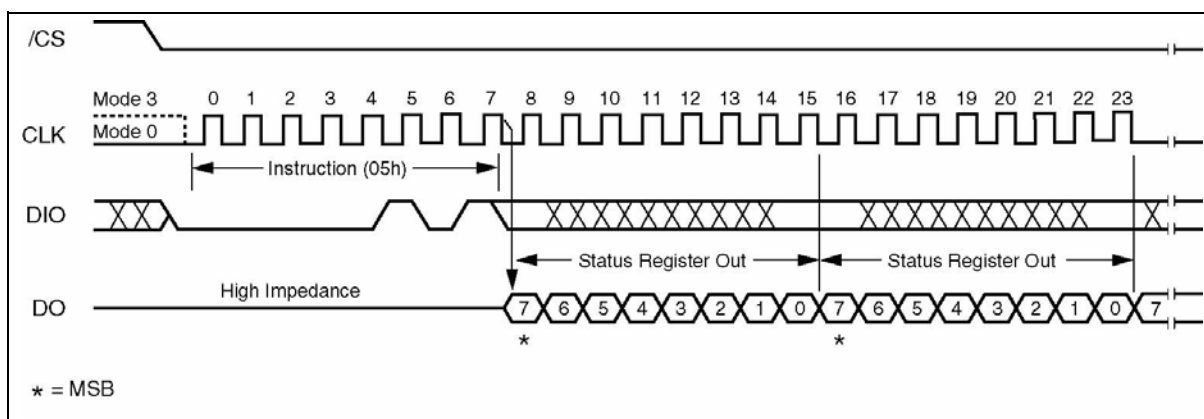 /CS
Mode 3 0 1 2 3 4 5 6 7 8 9 10 11 12 13 14 15 16 17 18 19 20 21 22 23
CLK Mode 0
Instruction (05h)
DIO
Status Register Out Status Register Out
High Impedance
DO 7 6 5 4 3 2 1 0 7 6 5 4 3 2 1 0 7
* *
* = MSB